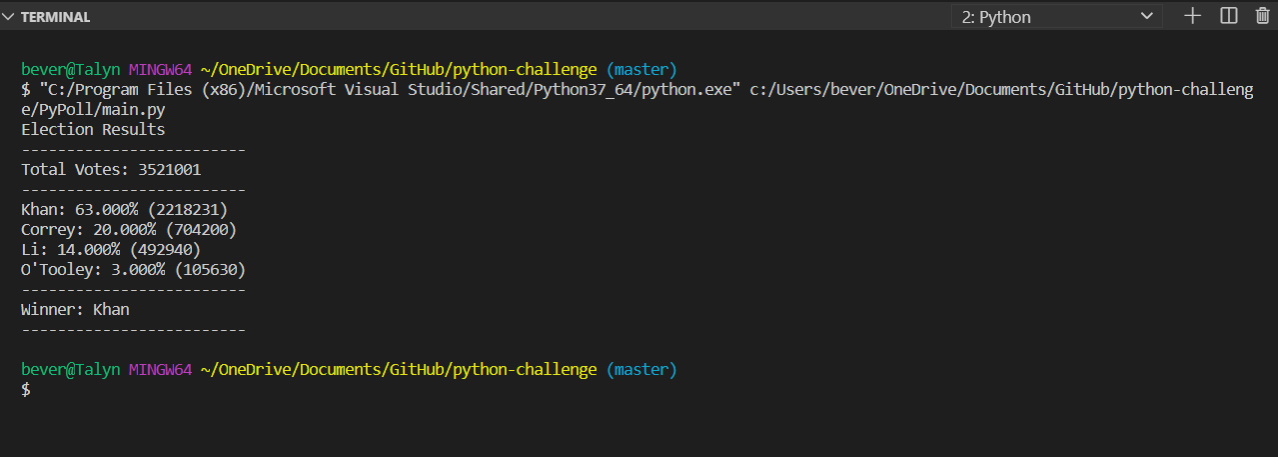 TERMINAL
2: Python
bever@Talyn MINGW64 ~/OneDrive/Documents/GitHub/python-challenge (master)
$ "C:/Program Files (x86)/Microsoft Visual Studio/Shared/Python37_64/python.exe" c:/Users/bever/OneDrive/Documents/GitHub/python-challeng
e/PyPoll/main.py
Election Results
-------------------------
Total Votes: 3521001
-------------------------
Khan: 63.000% (2218231)
Correy: 20.000% (704200)
Li: 14.000% (492940)
O'Tooley: 3.000% (105630)
-------------------------
Winner: Khan
-------------------------
bever@Talyn MINGW64 ~/OneDrive/Documents/GitHub/python-challenge (master)
$